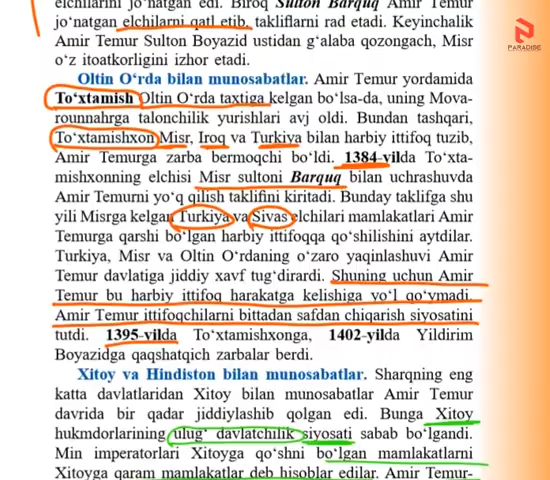 elchilarini jo‘natgan edi. Biroq Sulton Barquq Amir Temur
jo‘natgan elchilarni qatl etib, takliflarni rad etadi. Keyinchalik
Amir Temur Sulton Boyazid ustidan g‘alaba qozongach, Misr
o‘z itoatkorligini izhor etadi.
Oltin O‘rda bilan munosabatlar. Amir Temur yordamida
To‘xtamish Oltin O‘rda taxtiga kelgan bo‘lsa-da, uning Mova-
rounnahrga talonchilik yurishlari avj oldi. Bundan tashqari,
To‘xtamishxon Misr, Iroq va Turkiya bilan harbiy ittifoq tuzib,
Amir Temurga zarba bermoqchi bo‘ldi. 1384-yilda To‘xta-
mishxonning elchisi Misr sultoni Barquq bilan uchrashuvda
Amir Temurni yo‘q qilish taklifini kiritadi. Bunday taklifga shu
yili Misrga kelgan Turkiya va Sivas elchilari mamlakatlari Amir
Temurga qarshi bo‘lgan harbiy ittifoqqa qo‘shilishini aytdilar.
Turkiya, Misr va Oltin O‘rdaning o‘zaro yaqinlashuvi Amir
Temur davlatiga jiddiy xavf tug‘dirardi. Shuning uchun Amir
Temur bu harbiy ittifoq harakatga kelishiga yo‘l qo‘ymadi.
Amir Temur ittifoqchilarni bittadan safdan chiqarish siyosatini
tutdi. 1395-yilda To‘xtamishxonga, 1402-yilda Yildirim
Boyazidga qaqshatqich zarbalar berdi.
Xitoy va Hindiston bilan munosabatlar. Sharqning eng
katta davlatlaridan Xitoy bilan munosabatlar Amir Temur
davrida bir qadar jiddiylashib qolgan edi. Bunga Xitoy
hukmdorlarining ulug‘ davlatchilik siyosati sabab bo‘lgandi.
Min imperatorlari Xitoyga qo‘shni bo‘lgan mamlakatlarni
Xitoyga qaram mamlakatlar deb hisoblar edilar. Amir Temur-
PARADISE